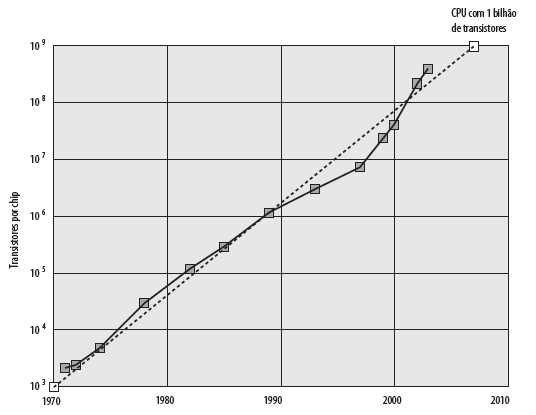 CPU com 1 bilhão
de transistores
10⁹
10⁸
10⁷
10⁶
10⁵
10⁴
10³
Transistores por chip
1970 1980 1990 2000 2010